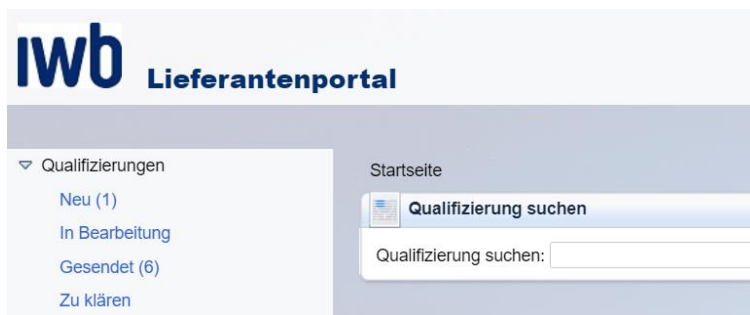 iwb Lieferantenportal
Qualifizierungen
Neu (1)
In Bearbeitung
Gesendet (6)
Zu klären
Startseite
Qualifizierung suchen
Qualifizierung suchen: